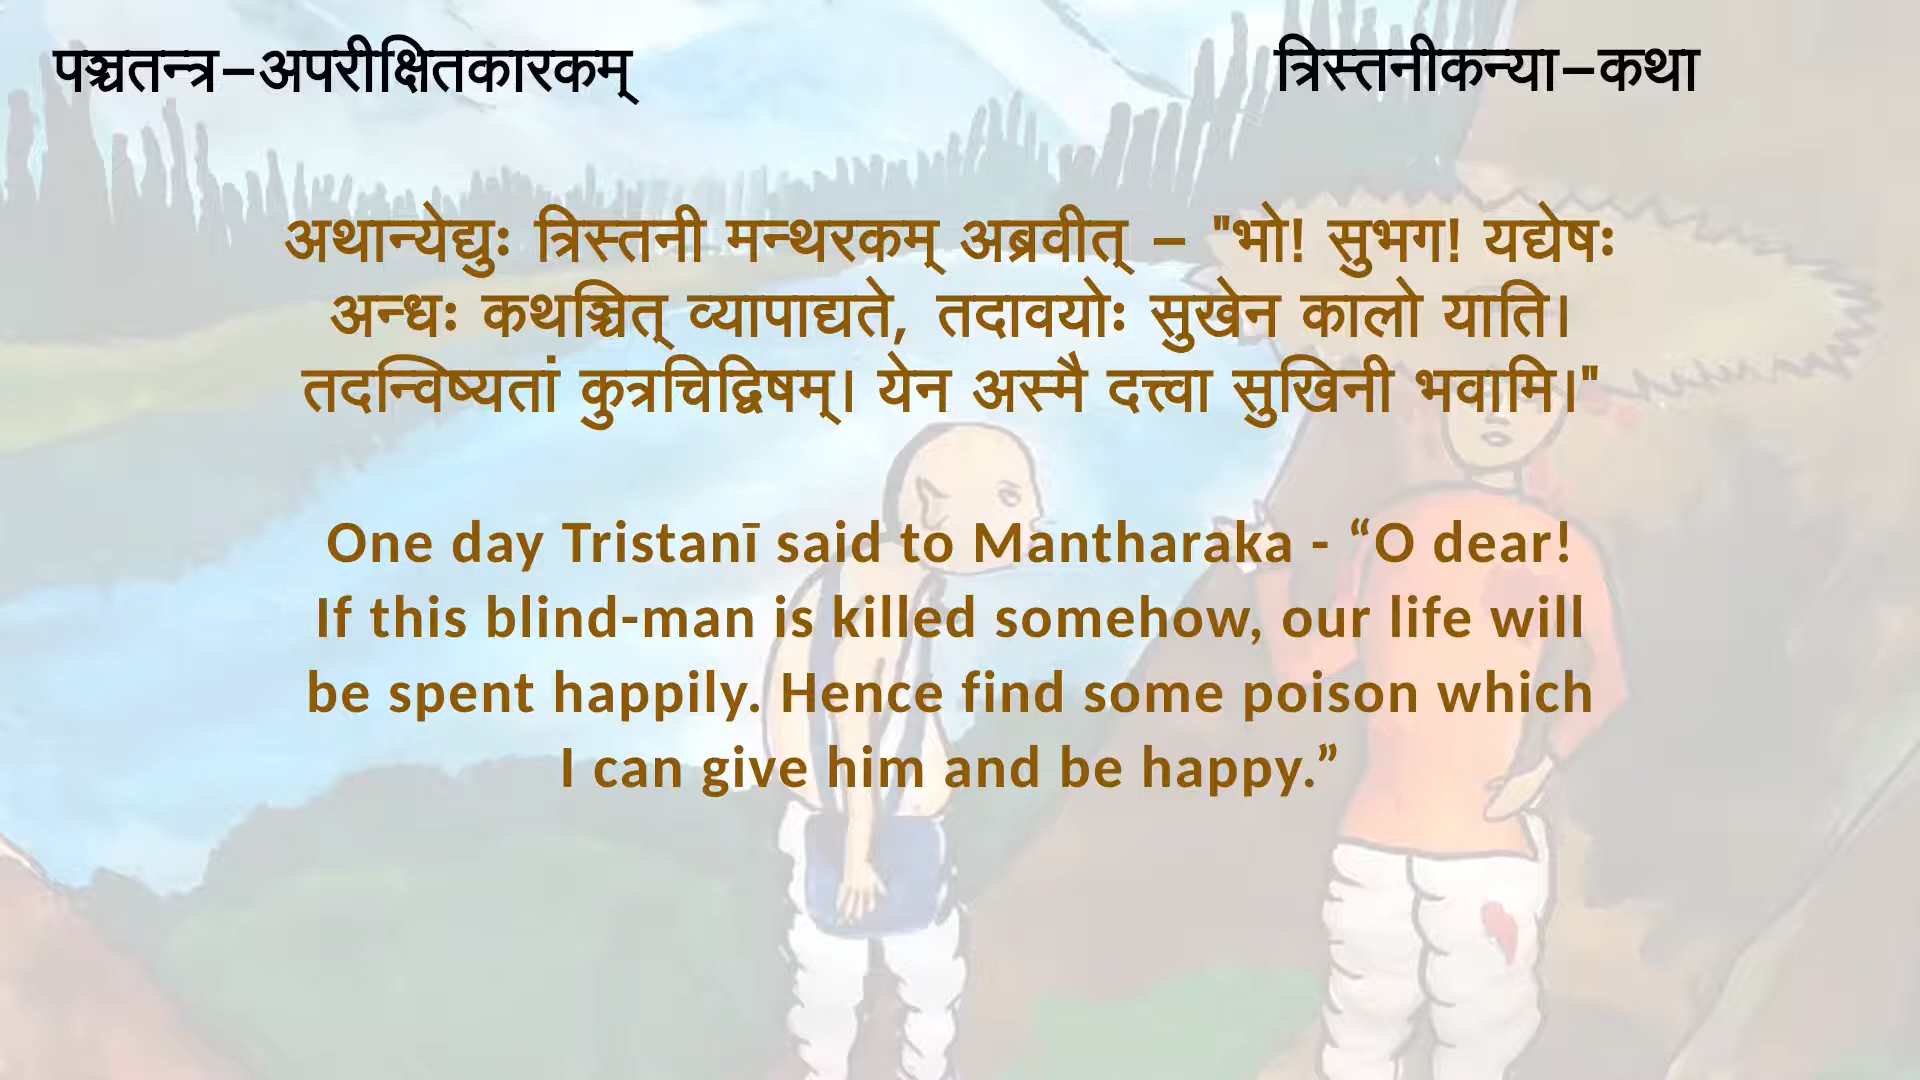 पञ्चतन्त्र–अपरीक्षितकारकम्
त्रिस्तनीकन्या–कथा
अथान्येद्युः त्रिस्तनी मन्थरकम् अब्रवीत् – "भो! सुभग! यद्येषः
अन्धः कथञ्चित् व्यापाद्यते, तदावयोः सुखेन कालो याति।
तदन्विष्यतां कुत्रचिद्विषम्। येन अस्मै दत्त्वा सुखिनी भवामि।"
One day Tristanī said to Mantharaka - “O dear!
If this blind-man is killed somehow, our life will
be spent happily. Hence find some poison which
I can give him and be happy.”